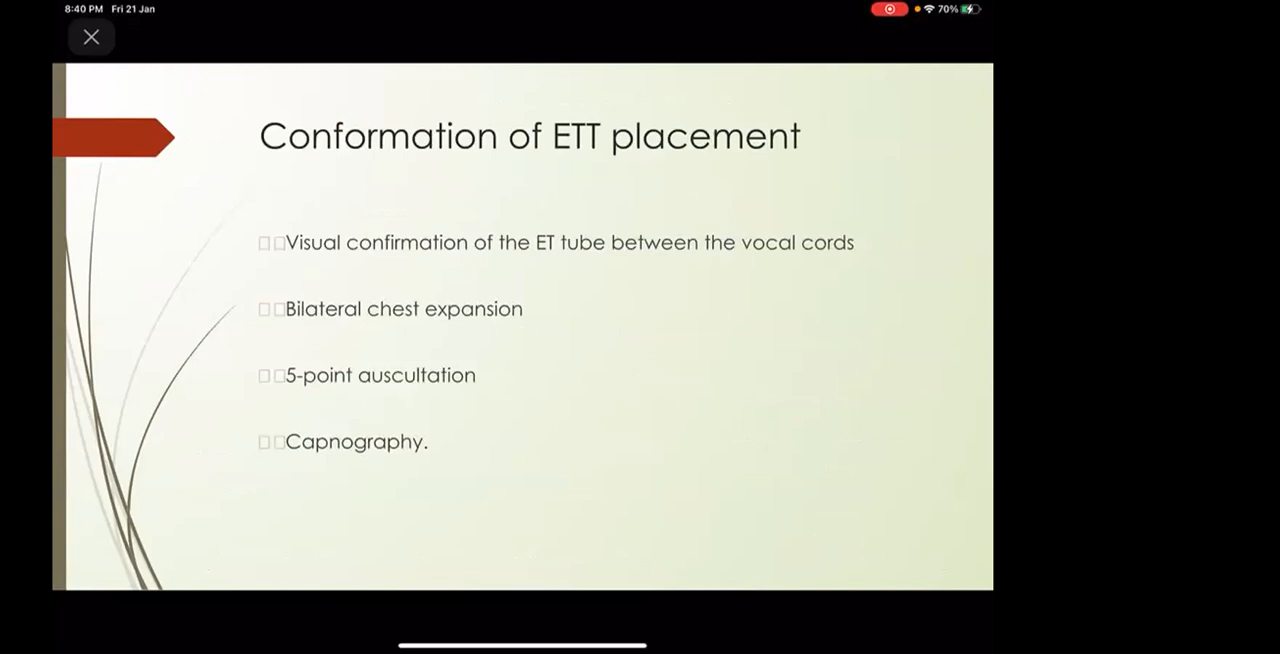 8:40 PM Fri 21 Jan
70%
Conformation of ETT placement
Visual confirmation of the ET tube between the vocal cords
Bilateral chest expansion
5-point auscultation
Capnography.